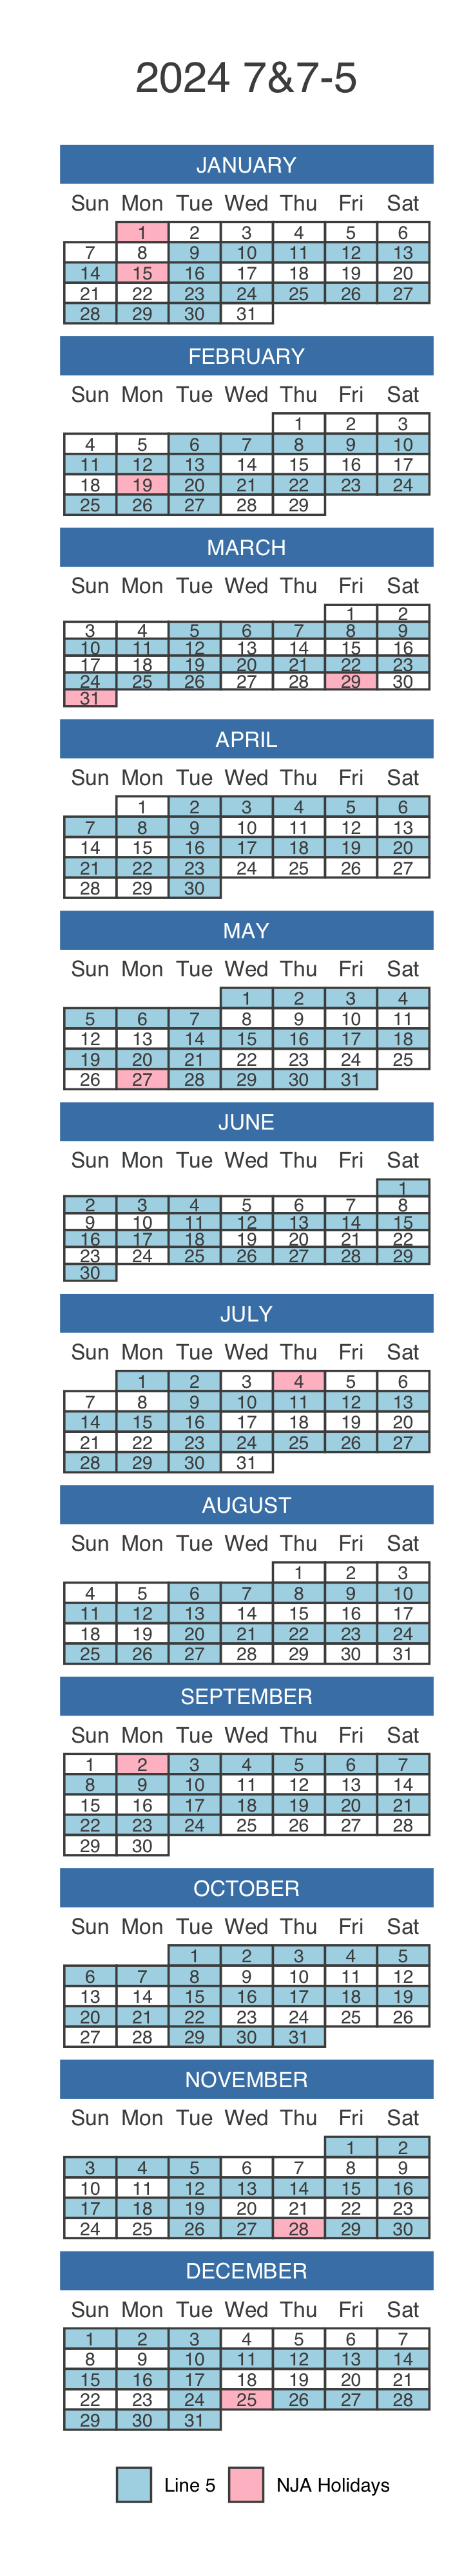 2024 7&7-5
JANUARY
Sun Mon Tue Wed Thu Fri Sat
1 2 3 4 5 6
7 8 9 10 11 12 13
14 15 16 17 18 19 20
21 22 23 24 25 26 27
28 29 30 31
FEBRUARY
Sun Mon Tue Wed Thu Fri Sat
1 2 3
4 5 6 7 8 9 10
11 12 13 14 15 16 17
18 19 20 21 22 23 24
25 26 27 28 29
MARCH
Sun Mon Tue Wed Thu Fri Sat
1 2
3 4 5 6 7 8 9
10 11 12 13 14 15 16
17 18 19 20 21 22 23
24 25 26 27 28 29 30
31
APRIL
Sun Mon Tue Wed Thu Fri Sat
1 2 3 4 5 6
7 8 9 10 11 12 13
14 15 16 17 18 19 20
21 22 23 24 25 26 27
28 29 30
MAY
Sun Mon Tue Wed Thu Fri Sat
1 2 3 4
5 6 7 8 9 10 11
12 13 14 15 16 17 18
19 20 21 22 23 24 25
26 27 28 29 30 31
JUNE
Sun Mon Tue Wed Thu Fri Sat
1
2 3 4 5 6 7 8
9 10 11 12 13 14 15
16 17 18 19 20 21 22
23 24 25 26 27 28 29
30
JULY
Sun Mon Tue Wed Thu Fri Sat
1 2 3 4 5 6
7 8 9 10 11 12 13
14 15 16 17 18 19 20
21 22 23 24 25 26 27
28 29 30 31
AUGUST
Sun Mon Tue Wed Thu Fri Sat
1 2 3
4 5 6 7 8 9 10
11 12 13 14 15 16 17
18 19 20 21 22 23 24
25 26 27 28 29 30 31
SEPTEMBER
Sun Mon Tue Wed Thu Fri Sat
1 2 3 4 5 6 7
8 9 10 11 12 13 14
15 16 17 18 19 20 21
22 23 24 25 26 27 28
29 30
OCTOBER
Sun Mon Tue Wed Thu Fri Sat
1 2 3 4 5
6 7 8 9 10 11 12
13 14 15 16 17 18 19
20 21 22 23 24 25 26
27 28 29 30 31
NOVEMBER
Sun Mon Tue Wed Thu Fri Sat
1 2
3 4 5 6 7 8 9
10 11 12 13 14 15 16
17 18 19 20 21 22 23
24 25 26 27 28 29 30
DECEMBER
Sun Mon Tue Wed Thu Fri Sat
1 2 3 4 5 6 7
8 9 10 11 12 13 14
15 16 17 18 19 20 21
22 23 24 25 26 27 28
29 30 31
Line 5 NJA Holidays